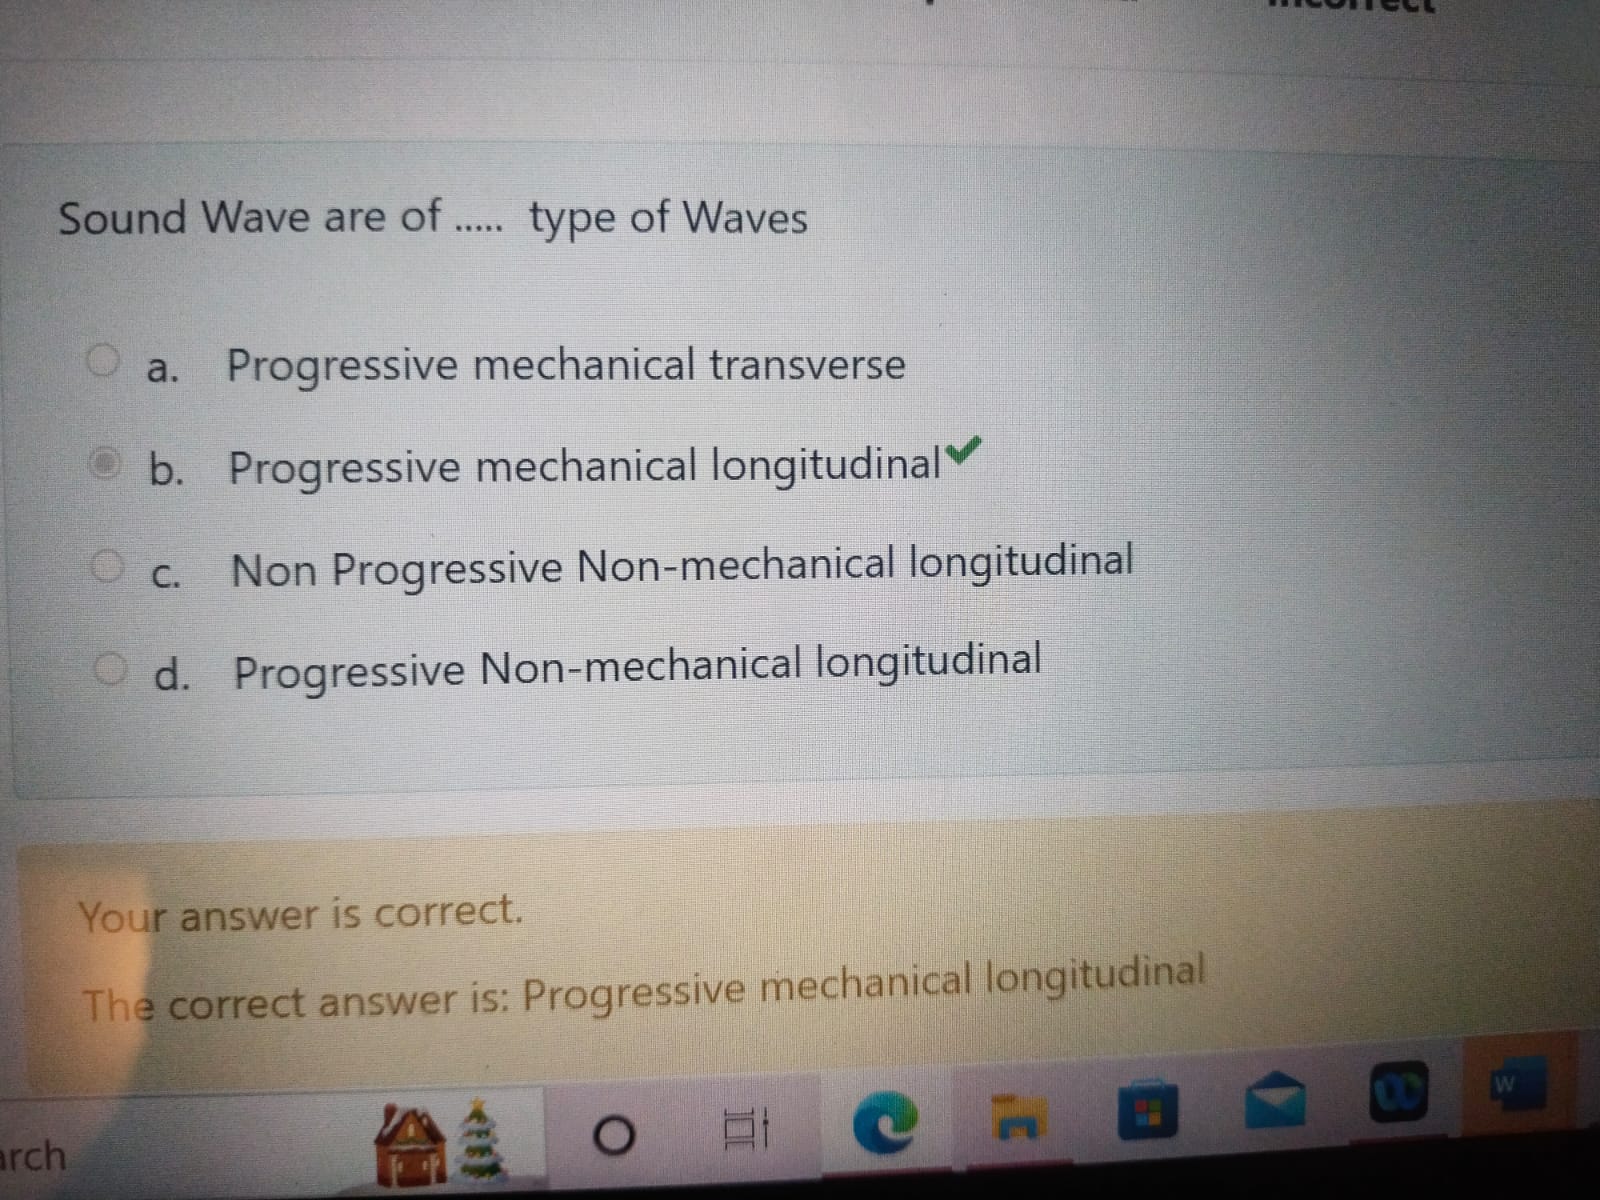 Sound Wave are of ..... type of Waves
a. Progressive mechanical transverse
b. Progressive mechanical longitudinal
c. Non Progressive Non-mechanical longitudinal
d. Progressive Non-mechanical longitudinal
Your answer is correct.
The correct answer is: Progressive mechanical longitudinal
arch
W